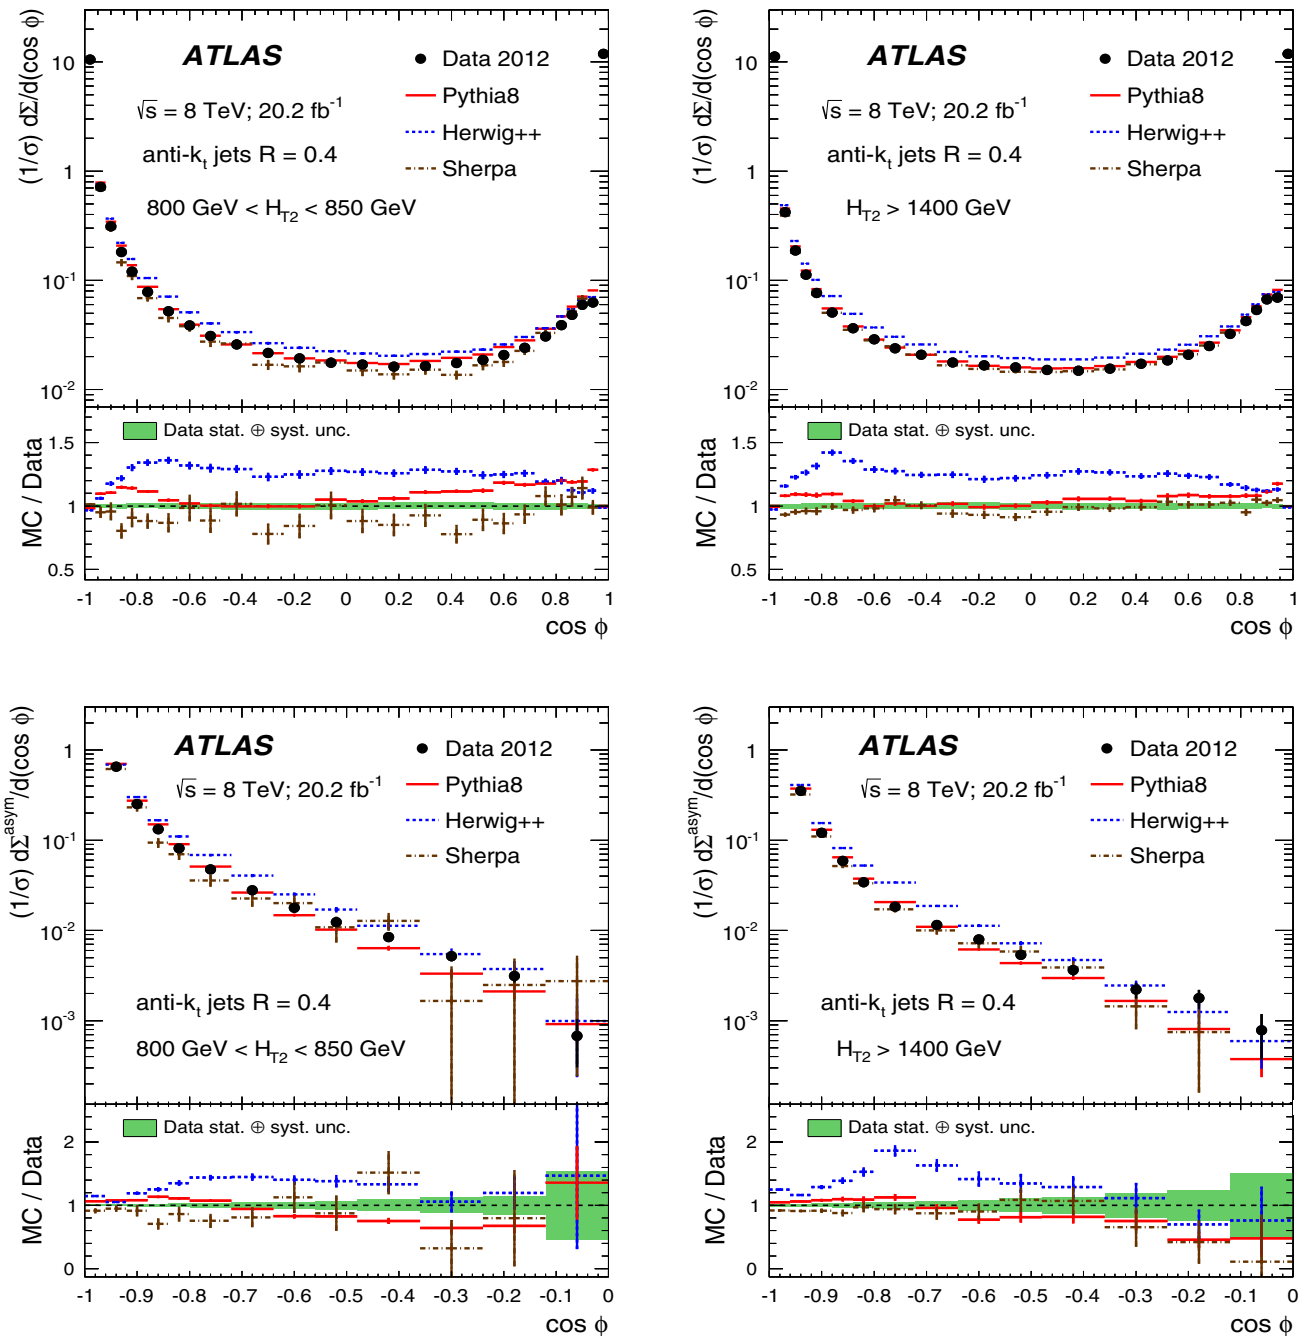 (1/σ) dΣ/d(cos φ)
10
1
10⁻¹
10⁻²
ATLAS
√s = 8 TeV; 20.2 fb⁻¹
anti-kₜ jets R = 0.4
800 GeV < H_T2 < 850 GeV
Data 2012
Pythia8
Herwig++
Sherpa
MC / Data
1.5
1
0.5
Data stat. ⊕ syst. unc.
-1 -0.8 -0.6 -0.4 -0.2 0 0.2 0.4 0.6 0.8 1
cos φ
(1/σ) dΣ/d(cos φ)
10
1
10⁻¹
10⁻²
ATLAS
√s = 8 TeV; 20.2 fb⁻¹
anti-kₜ jets R = 0.4
H_T2 > 1400 GeV
Data 2012
Pythia8
Herwig++
Sherpa
MC / Data
1.5
1
0.5
Data stat. ⊕ syst. unc.
-1 -0.8 -0.6 -0.4 -0.2 0 0.2 0.4 0.6 0.8 1
cos φ
(1/σ) dΣ^asym/d(cos φ)
1
10⁻¹
10⁻²
10⁻³
ATLAS
√s = 8 TeV; 20.2 fb⁻¹
Data 2012
Pythia8
Herwig++
Sherpa
anti-kₜ jets R = 0.4
800 GeV < H_T2 < 850 GeV
MC / Data
2
1
0
Data stat. ⊕ syst. unc.
-1 -0.9 -0.8 -0.7 -0.6 -0.5 -0.4 -0.3 -0.2 -0.1 0
cos φ
(1/σ) dΣ^asym/d(cos φ)
1
10⁻¹
10⁻²
10⁻³
ATLAS
√s = 8 TeV; 20.2 fb⁻¹
Data 2012
Pythia8
Herwig++
Sherpa
anti-kₜ jets R = 0.4
H_T2 > 1400 GeV
MC / Data
2
1
0
Data stat. ⊕ syst. unc.
-1 -0.9 -0.8 -0.7 -0.6 -0.5 -0.4 -0.3 -0.2 -0.1 0
cos φ